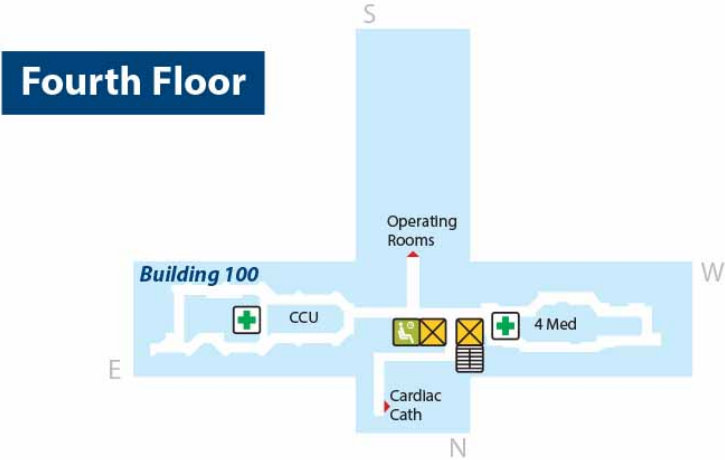 S
Fourth Floor
Operating
Rooms
Building 100
W
CCU
4 Med
E
Cardiac
Cath
N